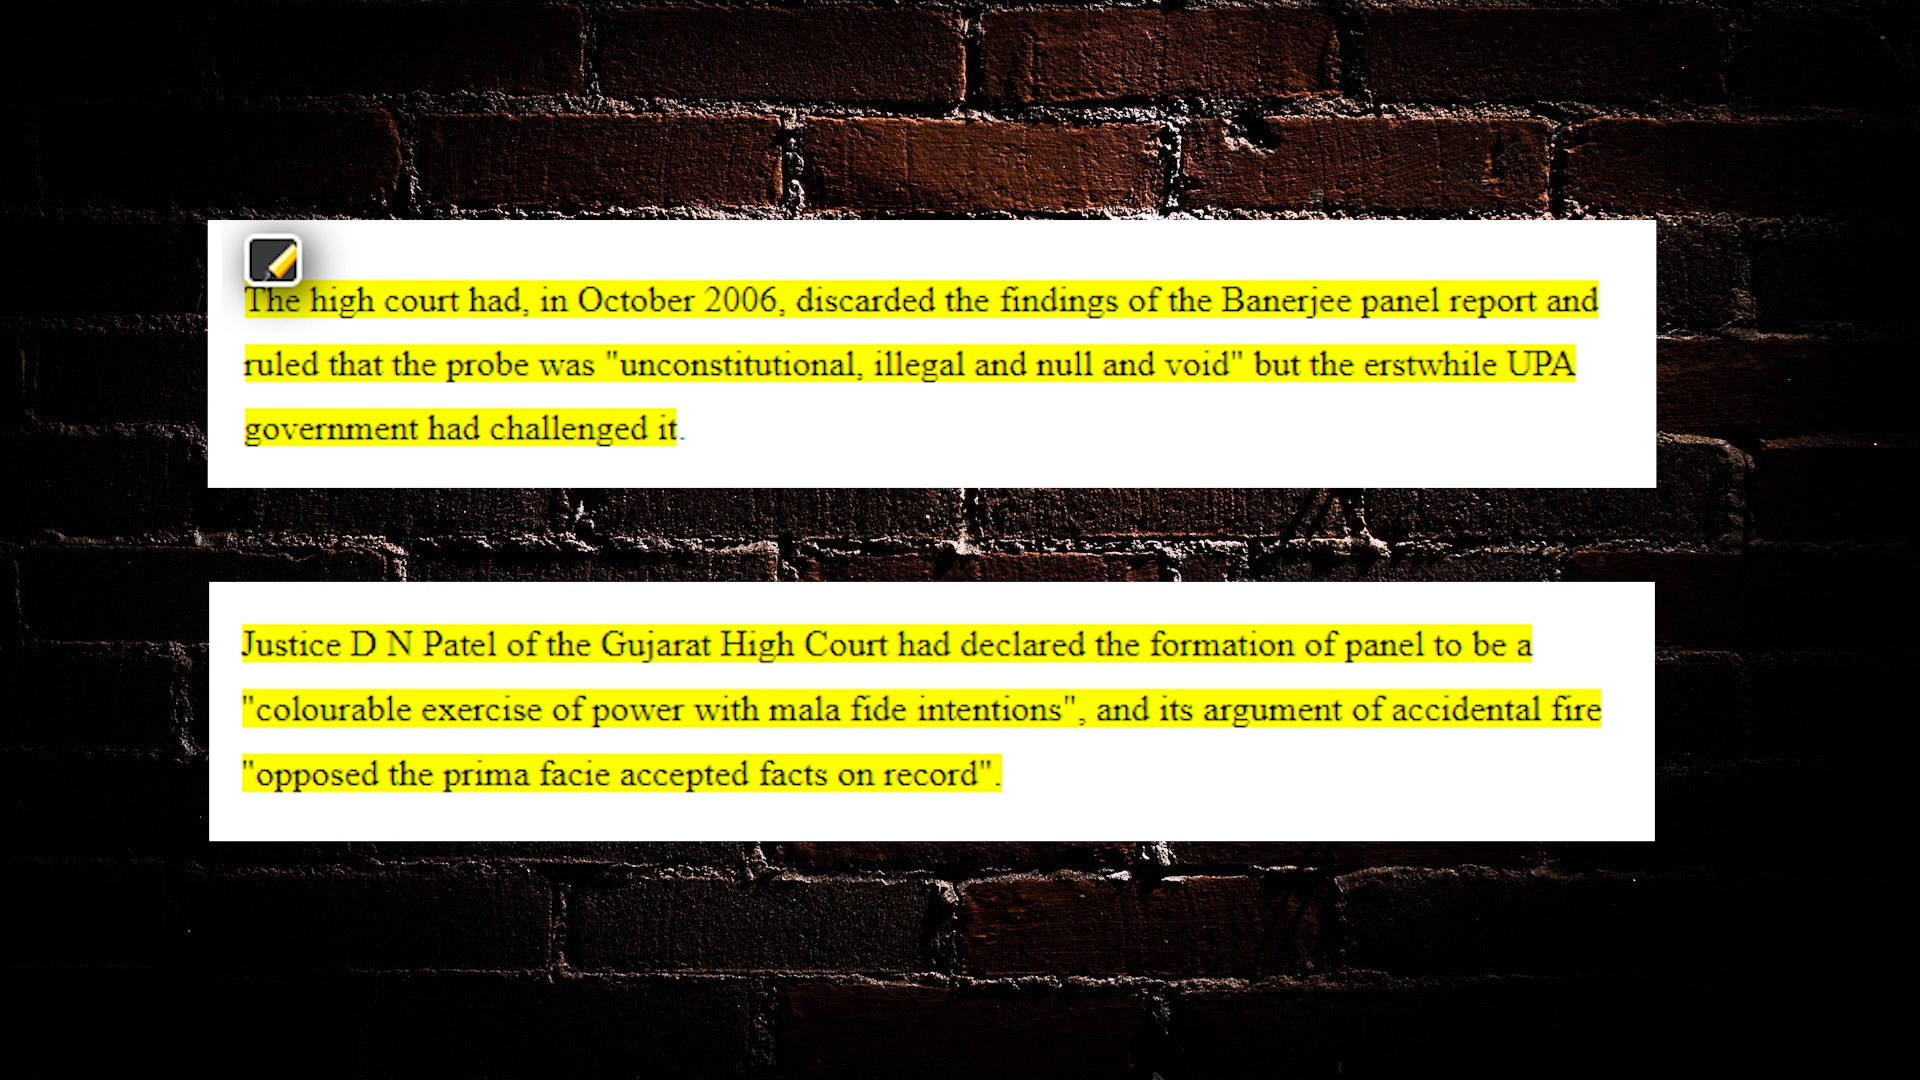 The high court had, in October 2006, discarded the findings of the Banerjee panel report and
ruled that the probe was "unconstitutional, illegal and null and void" but the erstwhile UPA
government had challenged it.
Justice D N Patel of the Gujarat High Court had declared the formation of panel to be a
"colourable exercise of power with mala fide intentions", and its argument of accidental fire
"opposed the prima facie accepted facts on record".